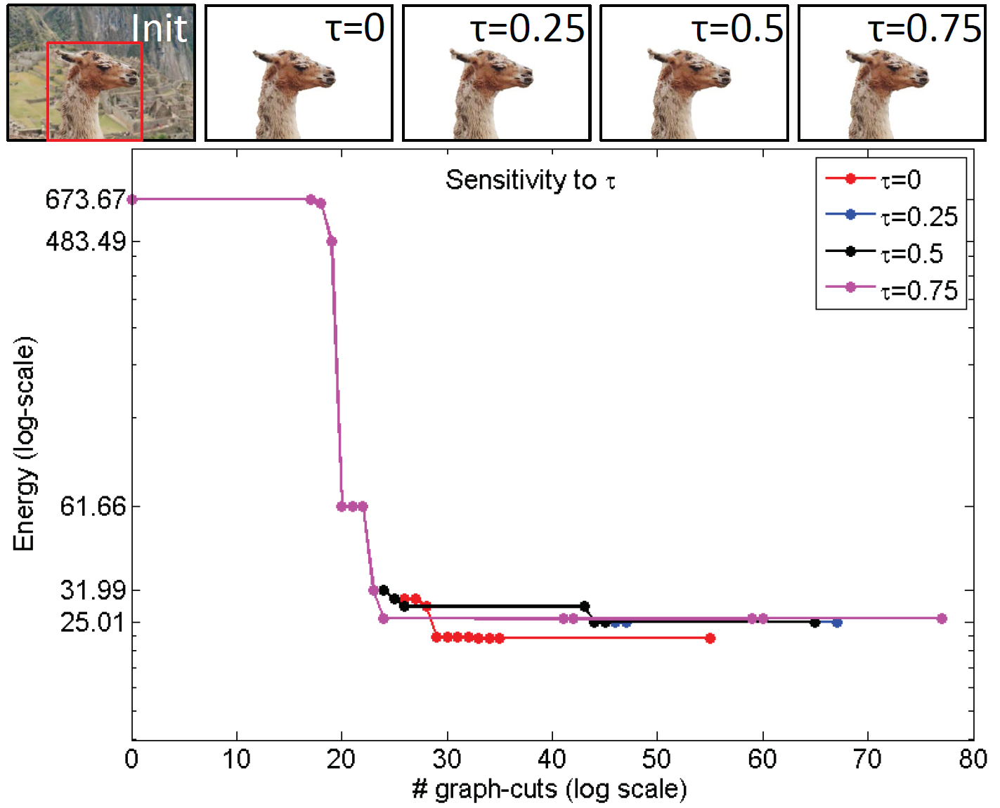 Init
τ=0
τ=0.25
τ=0.5
τ=0.75
Sensitivity to τ
τ=0
τ=0.25
τ=0.5
τ=0.75
673.67
483.49
61.66
31.99
25.01
Energy (log-scale)
0 10 20 30 40 50 60 70 80
# graph-cuts (log scale)